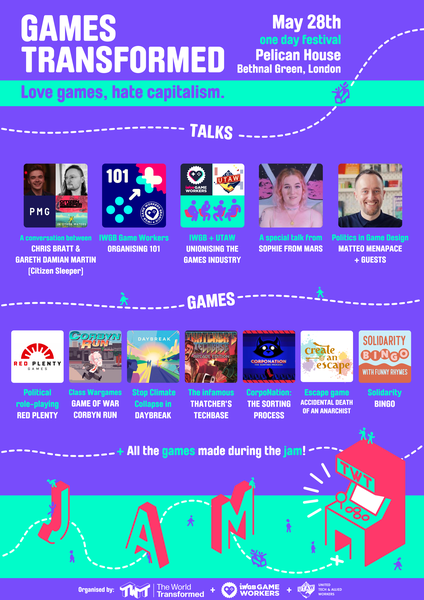 GAMES
TRANSFORMED
May 28th
one day festival
Pelican House
Bethnal Green, London
Love games, hate capitalism.
TALKS
PMG
101
IWGB GAME WORKERS
UTAW
A conversation between
CHRIS BRATT &
GARETH DAMIAN MARTIN
(Citizen Sleeper)
IWGB Game Workers
ORGANISING 101
IWGB + UTAW
UNIONISING THE
GAMES INDUSTRY
A special talk from
SOPHIE FROM MARS
Politics in Game Design
MATTEO MENAPACE
+ GUESTS
GAMES
RED PLENTY
GAMES
CORBYN
RUN
DAYBREAK
THATCHER'S
TECHBASE
CORPONATION
create
an
escape
SOLIDARITY
BINGO
WITH FUNNY RHYMES
Political
role-playing
RED PLENTY
Class Wargames
GAME OF WAR
CORBYN RUN
Stop Climate
Collapse in
DAYBREAK
The infamous
THATCHER'S
TECHBASE
CorpoNation:
THE SORTING
PROCESS
Escape game
ACCIDENTAL DEATH
OF AN ANARCHIST
Solidarity
BINGO
+ All the games made during the jam!
JAM
TWT
Organised by:
TWT
The World
Transformed
+
IWGB GAME
WORKERS
+
UTAW
UNITED
TECH & ALLIED
WORKERS